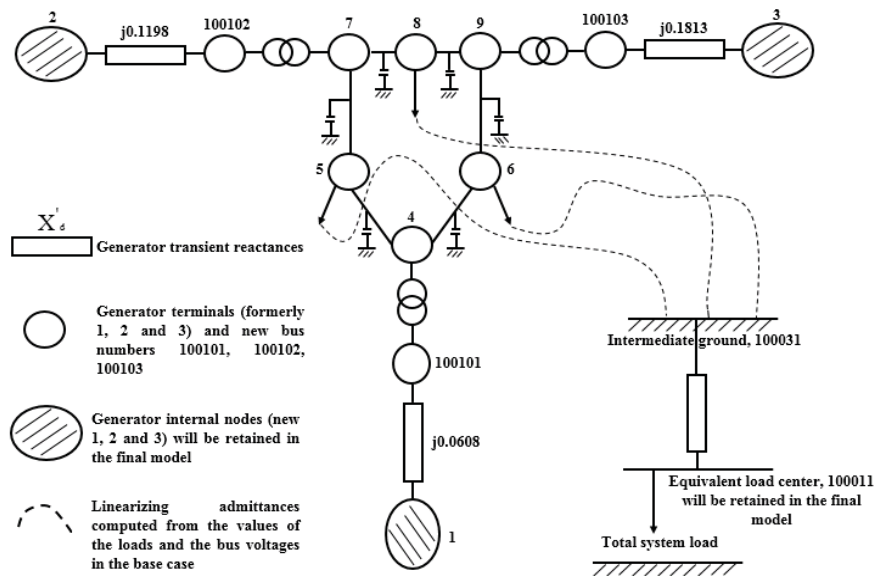 2
j0.1198
100102
7
8
9
100103
j0.1813
3
5
6
4
X'd
Generator transient reactances
Generator terminals (formerly
1, 2 and 3) and new bus
numbers 100101, 100102,
100103
100101
Intermediate ground, 100031
Generator internal nodes (new
1, 2 and 3) will be retained in
the final model
j0.0608
Equivalent load center, 100011
will be retained in the final
model
Linearizing admittances
computed from the values of
the loads and the bus voltages
in the base case
1
Total system load